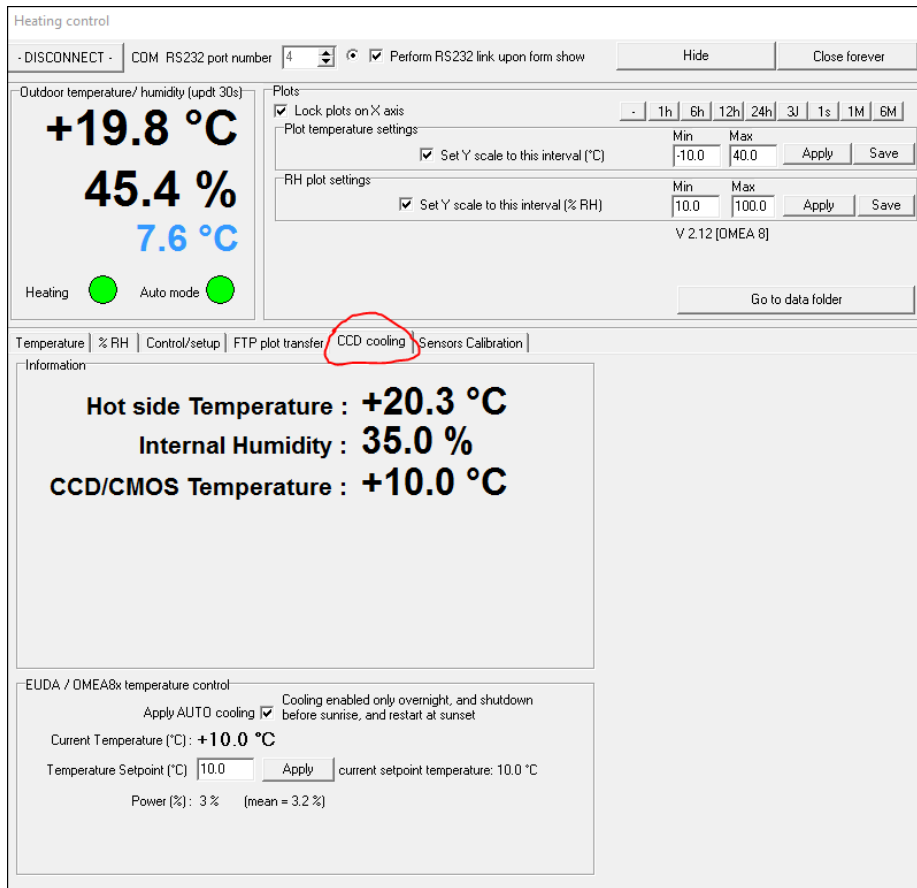 Heating control
- DISCONNECT - COM RS232 port number 4 Perform RS232 link upon form show Hide Close forever
Outdoor temperature/ humidity (updt 30s)
+19.8 °C
45.4 %
7.6 °C
Heating Auto mode
Plots
Lock plots on X axis - 1h 6h 12h 24h 3J 1s 1M 6M
Plot temperature settings
Min Max
Set Y scale to this interval (°C) -10.0 40.0 Apply Save
RH plot settings
Min Max
Set Y scale to this interval (% RH) 10.0 100.0 Apply Save
V 2.12 [OMEA 8]
Go to data folder
Temperature % RH Control/setup FTP plot transfer CCD cooling Sensors Calibration
Information
Hot side Temperature : +20.3 °C
Internal Humidity : 35.0 %
CCD/CMOS Temperature : +10.0 °C
EUDA / OMEA8x temperature control
Apply AUTO cooling Cooling enabled only overnight, and shutdown
before sunrise, and restart at sunset
Current Temperature (°C) : +10.0 °C
Temperature Setpoint (°C) 10.0 Apply current setpoint temperature: 10.0 °C
Power (%) : 3 % (mean = 3.2 %)